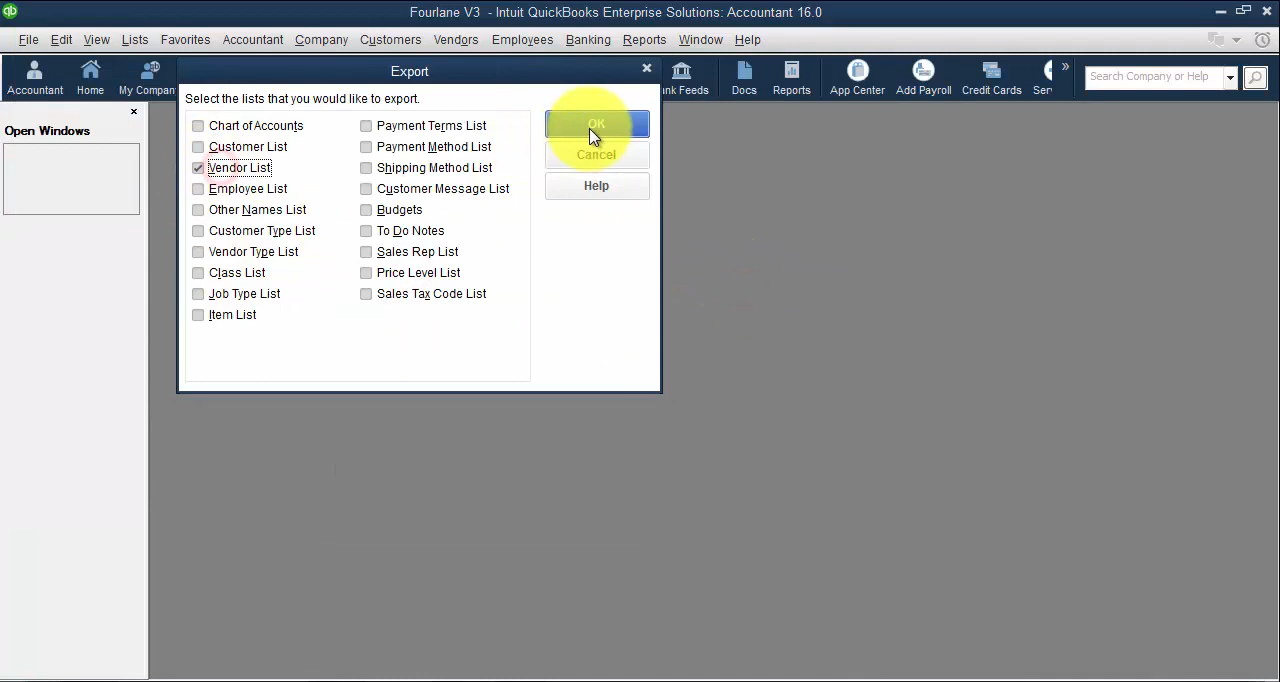 Fourlane V3 - Intuit QuickBooks Enterprise Solutions: Accountant 16.0
File Edit View Lists Favorites Accountant Company Customers Vendors Employees Banking Reports Window Help
Accountant Home My Compan
nk Feeds Docs Reports App Center Add Payroll Credit Cards Ser
Search Company or Help
Open Windows
Export
Select the lists that you would like to export.
Chart of Accounts
Customer List
Vendor List
Employee List
Other Names List
Customer Type List
Vendor Type List
Class List
Job Type List
Item List
Payment Terms List
Payment Method List
Shipping Method List
Customer Message List
Budgets
To Do Notes
Sales Rep List
Price Level List
Sales Tax Code List
OK
Cancel
Help